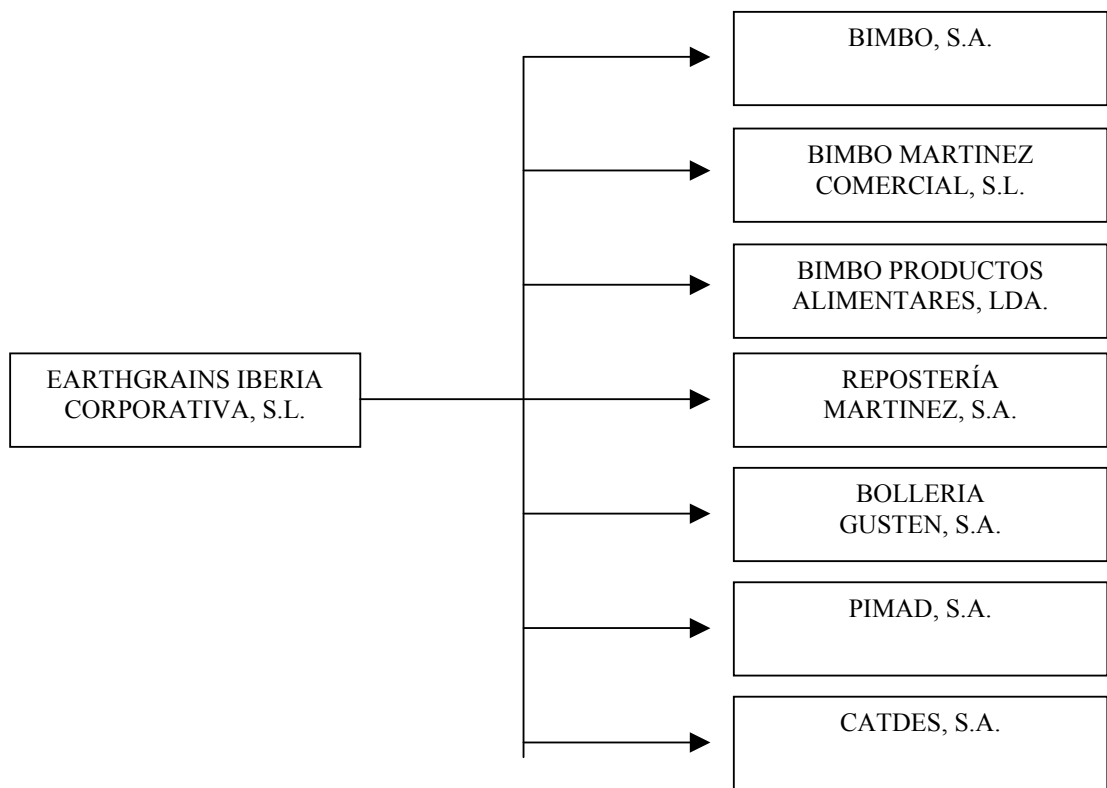 BIMBO, S.A.
BIMBO MARTINEZ
COMERCIAL, S.L.
BIMBO PRODUCTOS
ALIMENTARES, LDA.
EARTHGRAINS IBERIA
CORPORATIVA, S.L.
REPOSTERÍA
MARTINEZ, S.A.
BOLLERIA
GUSTEN, S.A.
PIMAD, S.A.
CATDES, S.A.